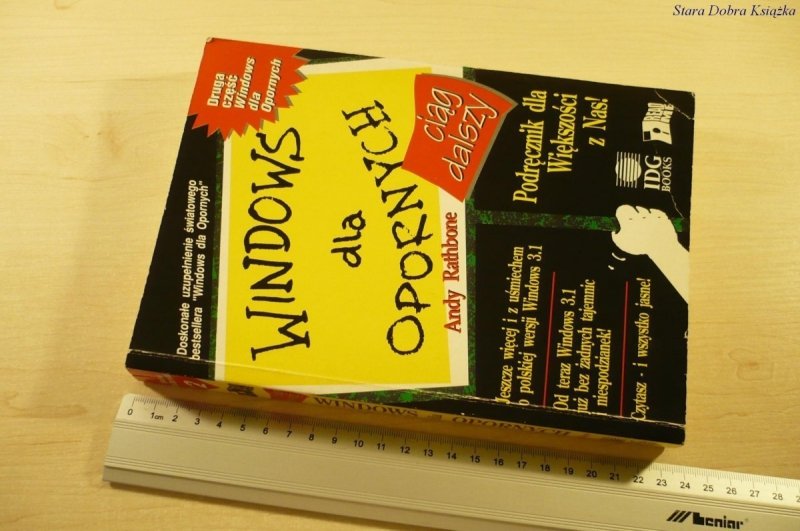 Stara Dobra Książka
Doskonałe uzupełnienie światowego
bestsellera "Windows dla Opornych"
Druga
część
Windows
dla
Opornych
WINDOWS
dla
OPORNYCH
ciąg
dalszy
Andy Rathbone
Podręcznik dla
Większości
z Nas!
IDG
BOOKS
READ
ME
Jeszcze więcej i z uśmiechem
o polskiej wersji Windows 3.1
Od teraz Windows 3.1
już bez żadnych tajemnic
i niespodzianek!
Czytasz - i wszystko jasne!
WINDOWS dla OPORNYCH
0 1cm 2 3 4 5 6 7 8 9 10 11 12 13 14 15 16 17 18 19 20 21 22 23 24 25 26 27 28
leniar